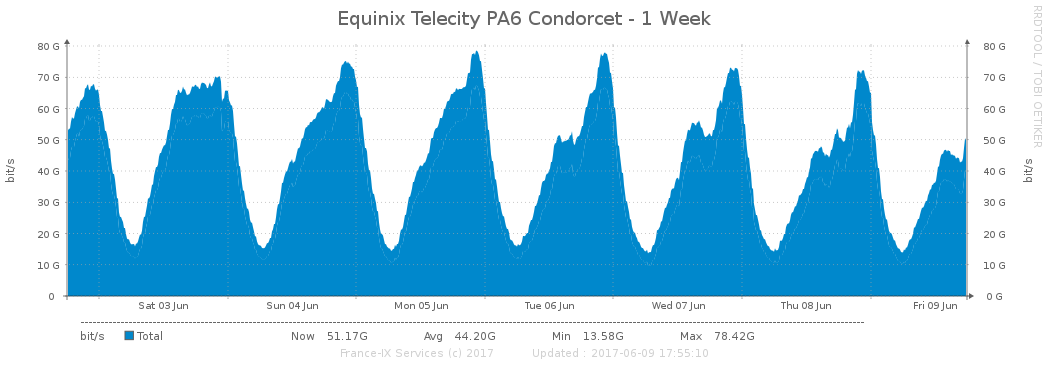 Equinix Telecity PA6 Condorcet - 1 Week
RRDTOOL / TOBI OETIKER
bit/s
80 G 80 G
70 G 70 G
60 G 60 G
50 G 50 G
40 G 40 G
30 G 30 G
20 G 20 G
10 G 10 G
0 0 G
bit/s
Sat 03 Jun Sun 04 Jun Mon 05 Jun Tue 06 Jun Wed 07 Jun Thu 08 Jun Fri 09 Jun
bit/s Total Now 51.17G Avg 44.20G Min 13.58G Max 78.42G
France-IX Services (c) 2017 Updated : 2017-06-09 17:55:10